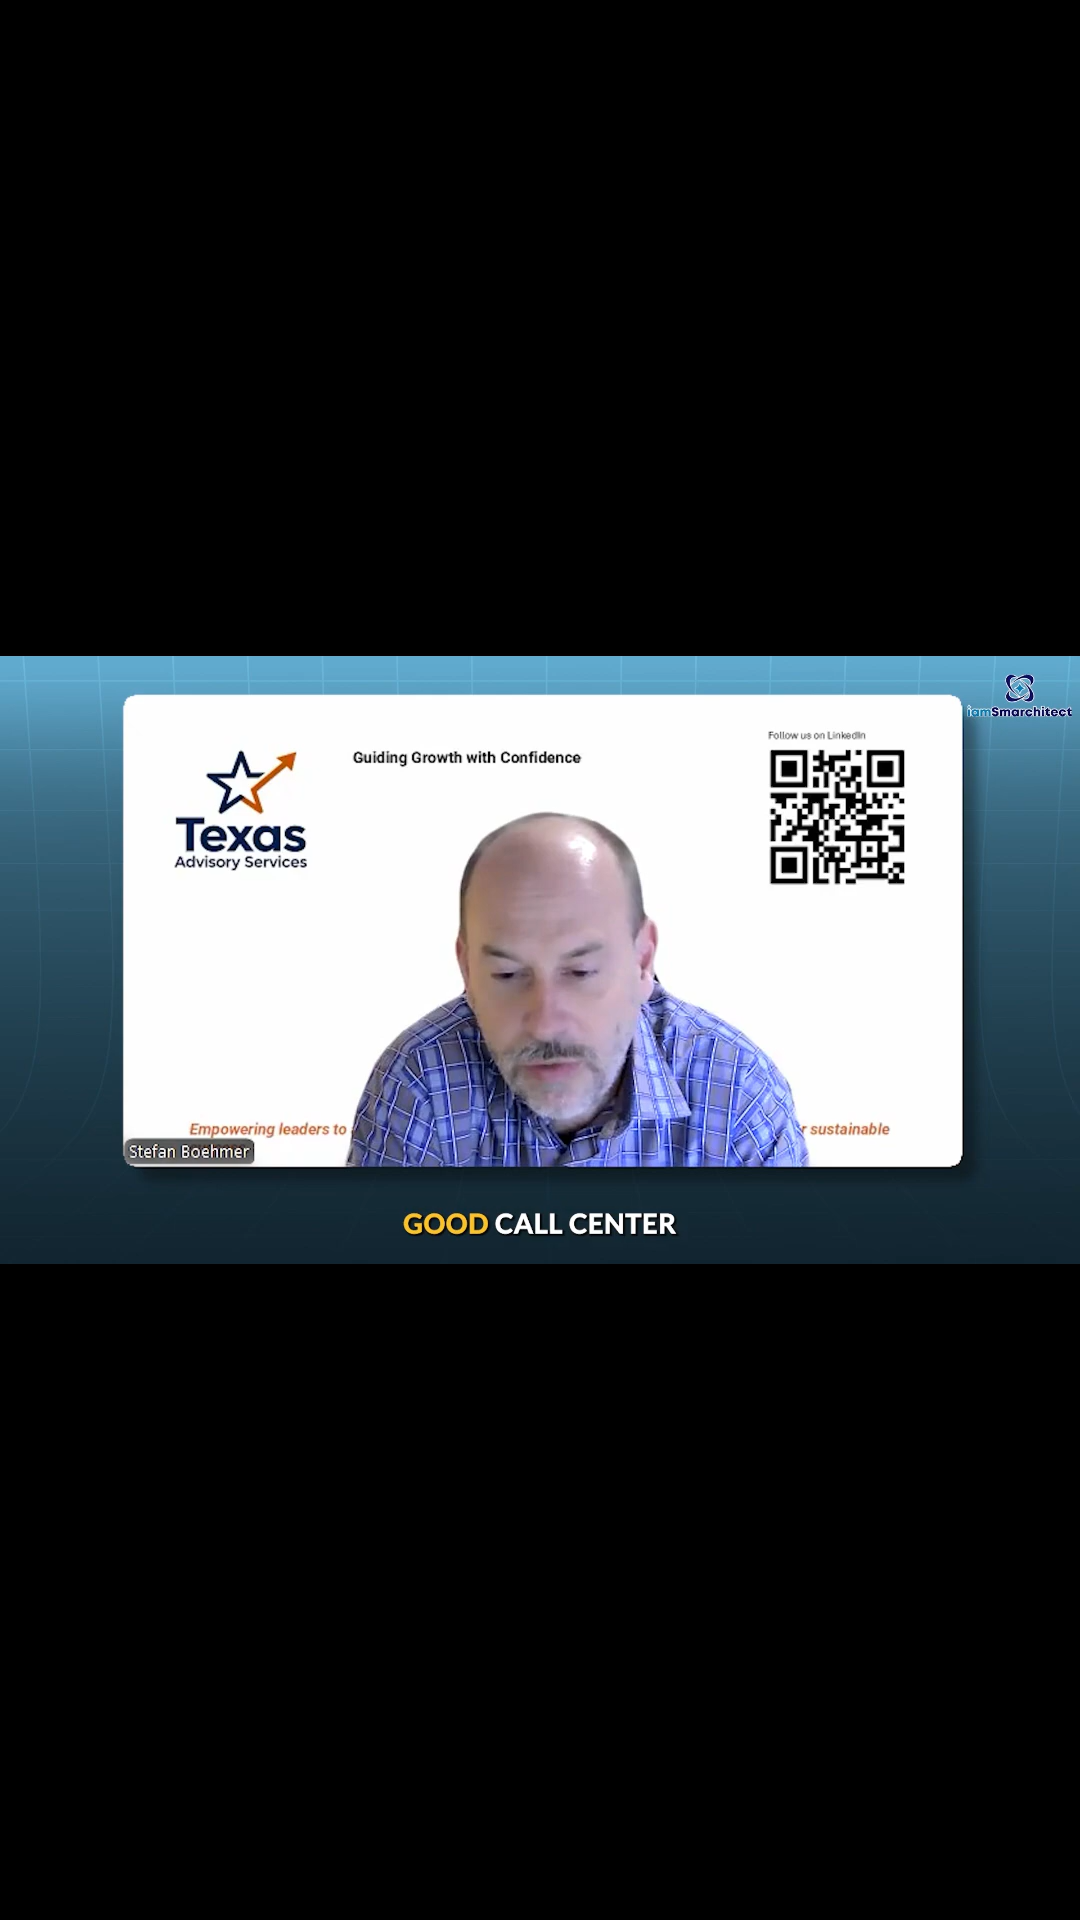 iamSmarchitect
Follow us on LinkedIn
Guiding Growth with Confidence
Texas
Advisory Services
Empowering leaders to
r sustainable
Stefan Boehmer
GOOD CALL CENTER